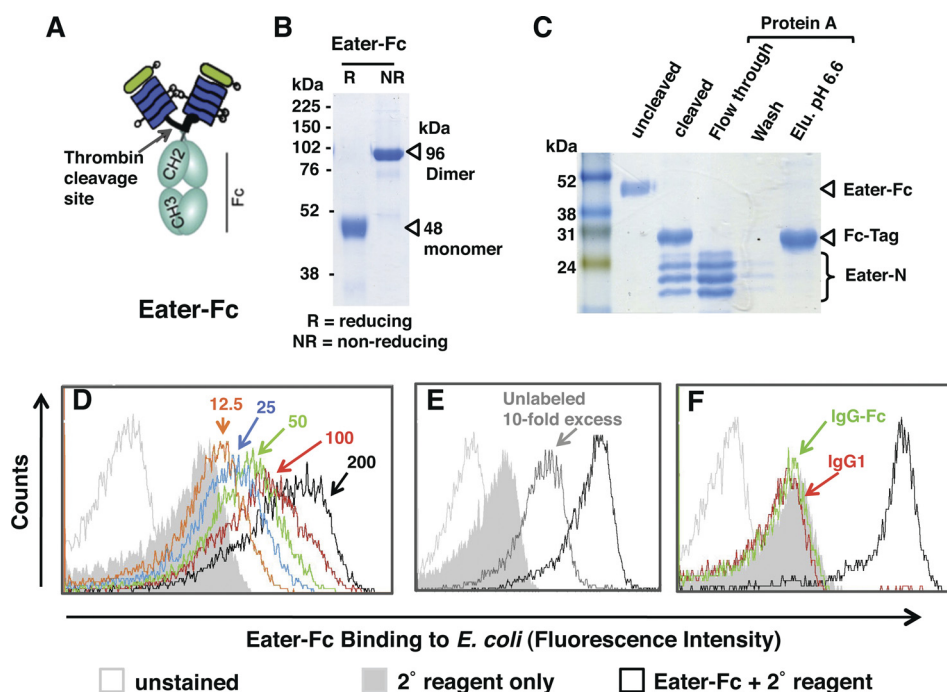 A
Thrombin
cleavage
site
CH2
CH3
Fc
Eater-Fc
B
Eater-Fc
R NR
kDa
225
150
102
76
52
38
kDa
96
Dimer
48
monomer
R = reducing
NR = non-reducing
C
Protein A
uncleaved
cleaved
Flow through
Wash
Elu. pH 6.6
kDa
52
38
31
24
Eater-Fc
Fc-Tag
Eater-N
D
12.5
25
50
100
200
E
Unlabeled
10-fold excess
F
IgG-Fc
IgG1
Counts
Eater-Fc Binding to E. coli (Fluorescence Intensity)
unstained
2° reagent only
Eater-Fc + 2° reagent